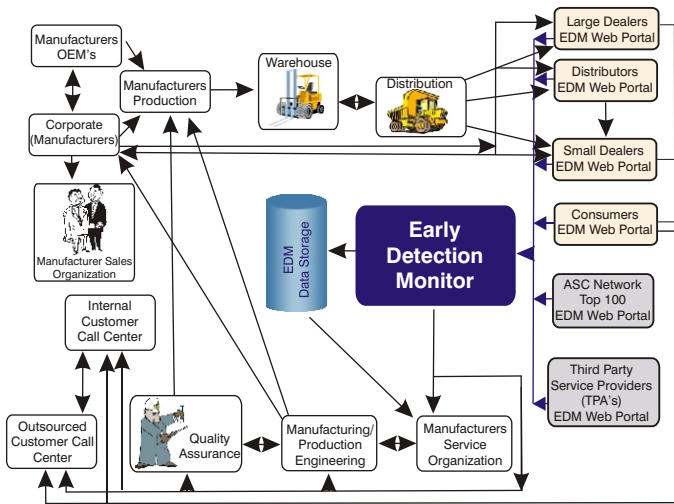 Manufacturers
OEM's
Manufacturers
Production
Corporate
(Manufacturers)
Manufacturer Sales
Organization
Warehouse
Distribution
Large Dealers
EDM Web Portal
Distributors
EDM Web Portal
Small Dealers
EDM Web Portal
Consumers
EDM Web Portal
ASC Network
Top 100
EDM Web Portal
Third Party
Service Providers
(TPA's)
EDM Web Portal
EDM
Data Storage
Early
Detection
Monitor
Internal
Customer
Call Center
Outsourced
Customer Call
Center
Quality
Assurance
Manufacturing/
Production
Engineering
Manufacturers
Service
Organization